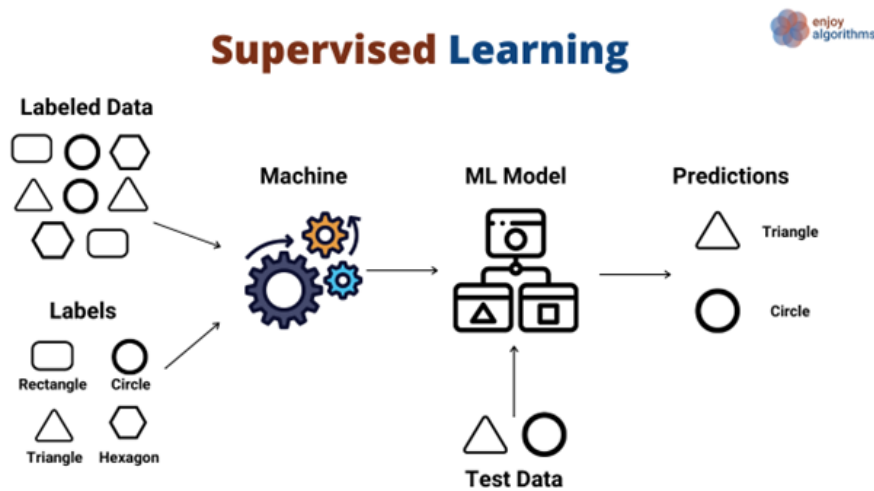 enjoy
algorithms
Supervised Learning
Labeled Data
Machine
ML Model
Predictions
Triangle
Circle
Labels
Rectangle Circle
Triangle Hexagon
Test Data